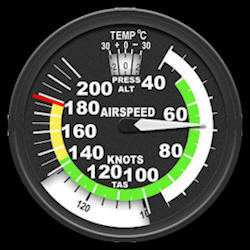 TEMP °C
30 + 0 - 30
PRESS
ALT
200 40
180 AIRSPEED 60
160
140 KNOTS 80
120 100
TAS
120